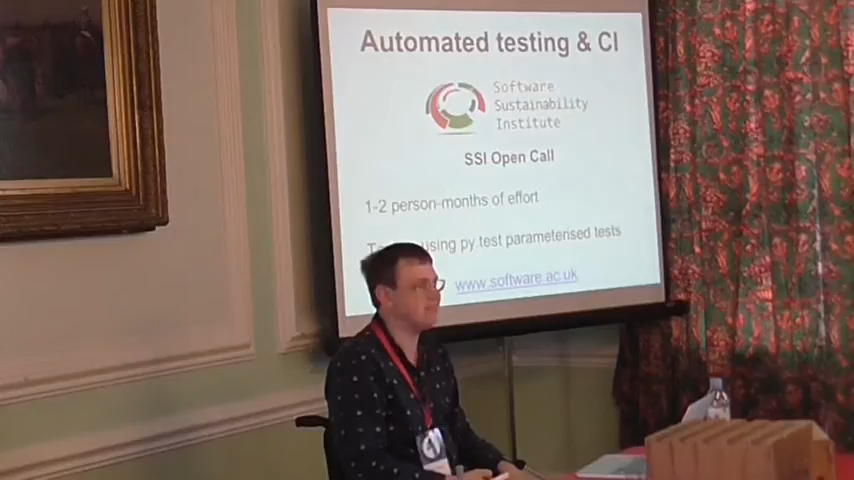 Automated testing & CI
Software
Sustainability
Institute
SSI Open Call
1-2 person-months of effort
using py.test parameterised tests
www.software.ac.uk